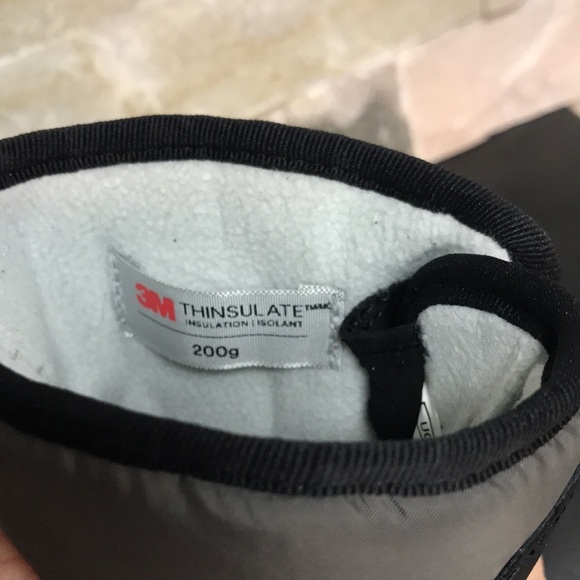 3M THINSULATE™/MC
INSULATION | ISOLANT
200g